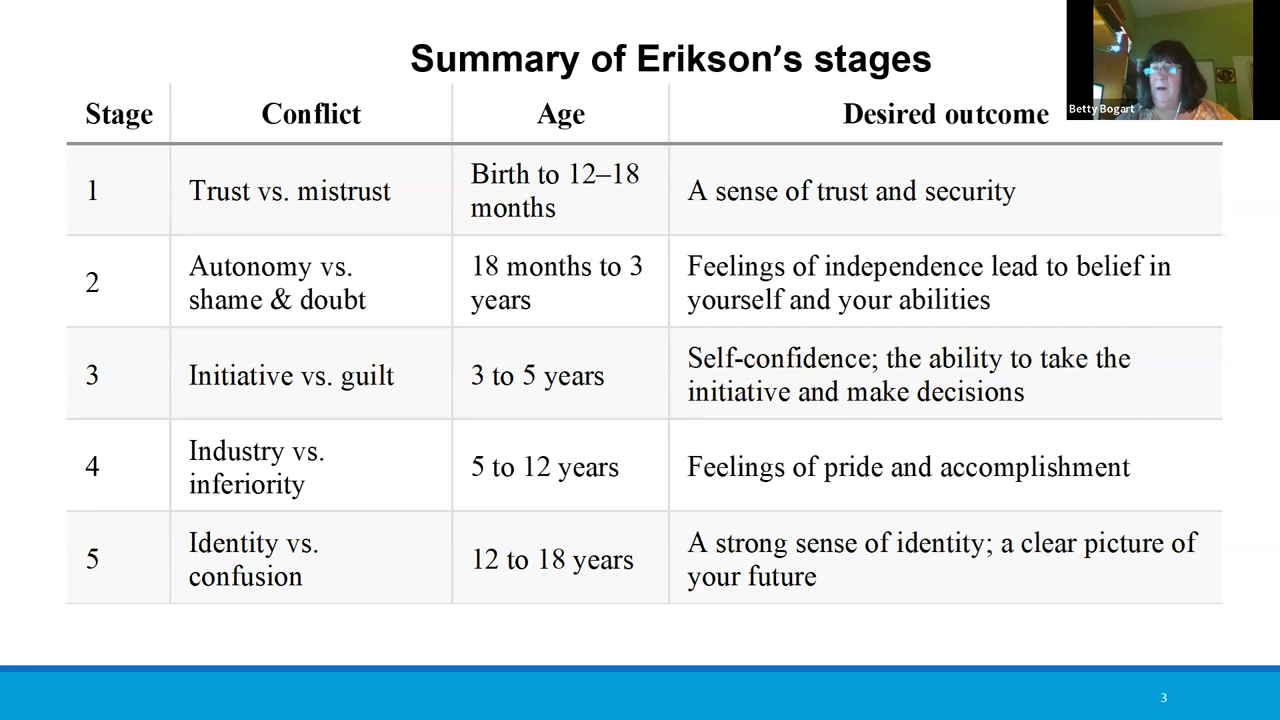 Summary of Erikson's stages
Betty Bogart
Stage Conflict Age Desired outcome
1 Trust vs. mistrust Birth to 12–18 months A sense of trust and security
2 Autonomy vs. shame & doubt 18 months to 3 years Feelings of independence lead to belief in yourself and your abilities
3 Initiative vs. guilt 3 to 5 years Self-confidence; the ability to take the initiative and make decisions
4 Industry vs. inferiority 5 to 12 years Feelings of pride and accomplishment
5 Identity vs. confusion 12 to 18 years A strong sense of identity; a clear picture of your future
3